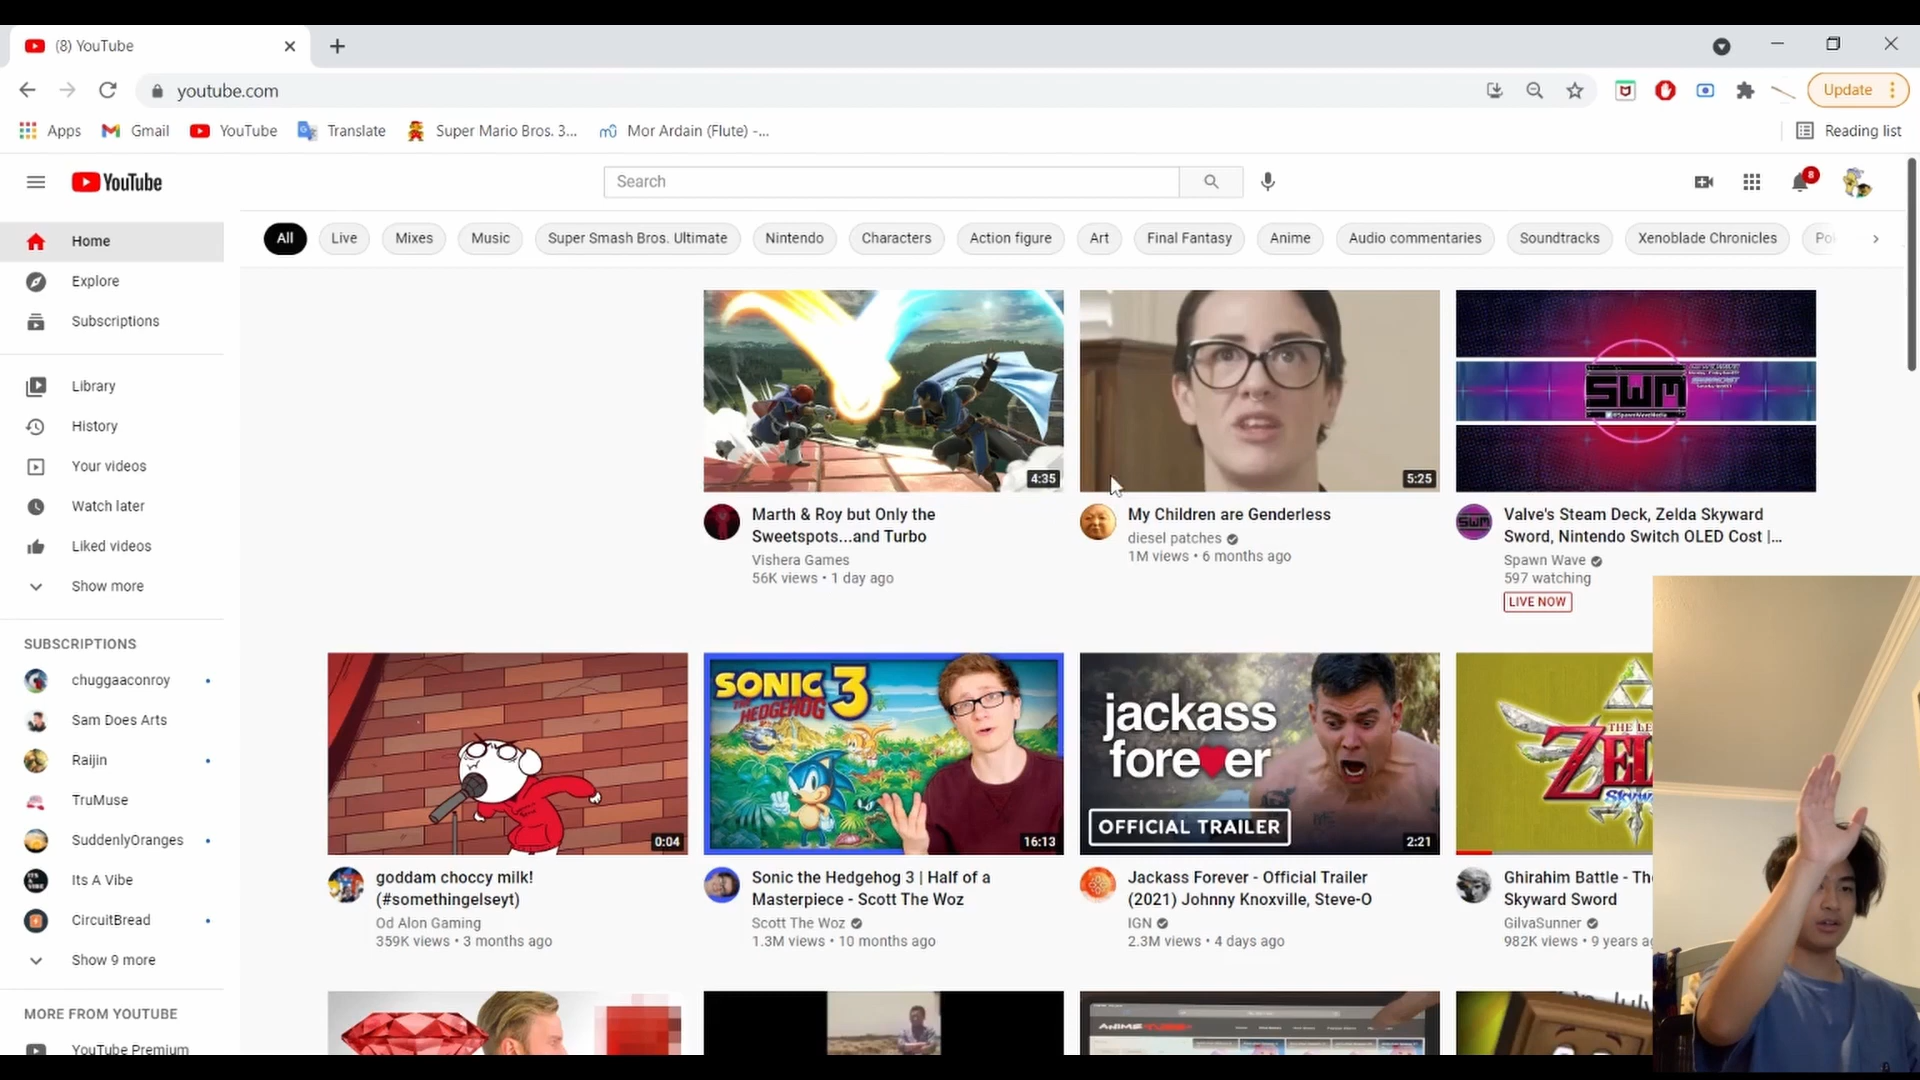 (8) YouTube
youtube.com
Update
Apps
Gmail
YouTube
Translate
Super Mario Bros. 3...
Mor Ardain (Flute) -...
Reading list
YouTube
Search
8
Home
Explore
Subscriptions
Library
History
Your videos
Watch later
Liked videos
Show more
SUBSCRIPTIONS
chuggaaconroy
Sam Does Arts
Raijin
TruMuse
SuddenlyOranges
Its A Vibe
CircuitBread
Show 9 more
MORE FROM YOUTUBE
YouTube Premium
All
Live
Mixes
Music
Super Smash Bros. Ultimate
Nintendo
Characters
Action figure
Art
Final Fantasy
Anime
Audio commentaries
Soundtracks
Xenoblade Chronicles
4:35
Marth & Roy but Only the
Sweetspots...and Turbo
Vishera Games
56K views • 1 day ago
5:25
My Children are Genderless
diesel patches
1M views • 6 months ago
SWM
SWM
Valve's Steam Deck, Zelda Skyward
Sword, Nintendo Switch OLED Cost |...
Spawn Wave
597 watching
LIVE NOW
0:04
goddam choccy milk!
(#somethingelseyt)
Od Alon Gaming
359K views • 3 months ago
SONIC 3
THE HEDGEHOG
16:13
Sonic the Hedgehog 3 | Half of a
Masterpiece - Scott The Woz
Scott The Woz
1.3M views • 10 months ago
jackass
forever
OFFICIAL TRAILER
2:21
Jackass Forever - Official Trailer
(2021) Johnny Knoxville, Steve-O
IGN
2.3M views • 4 days ago
Ghirahim Battle - The
Skyward Sword
GilvaSunner
982K views • 9 years
ITS A VIBE